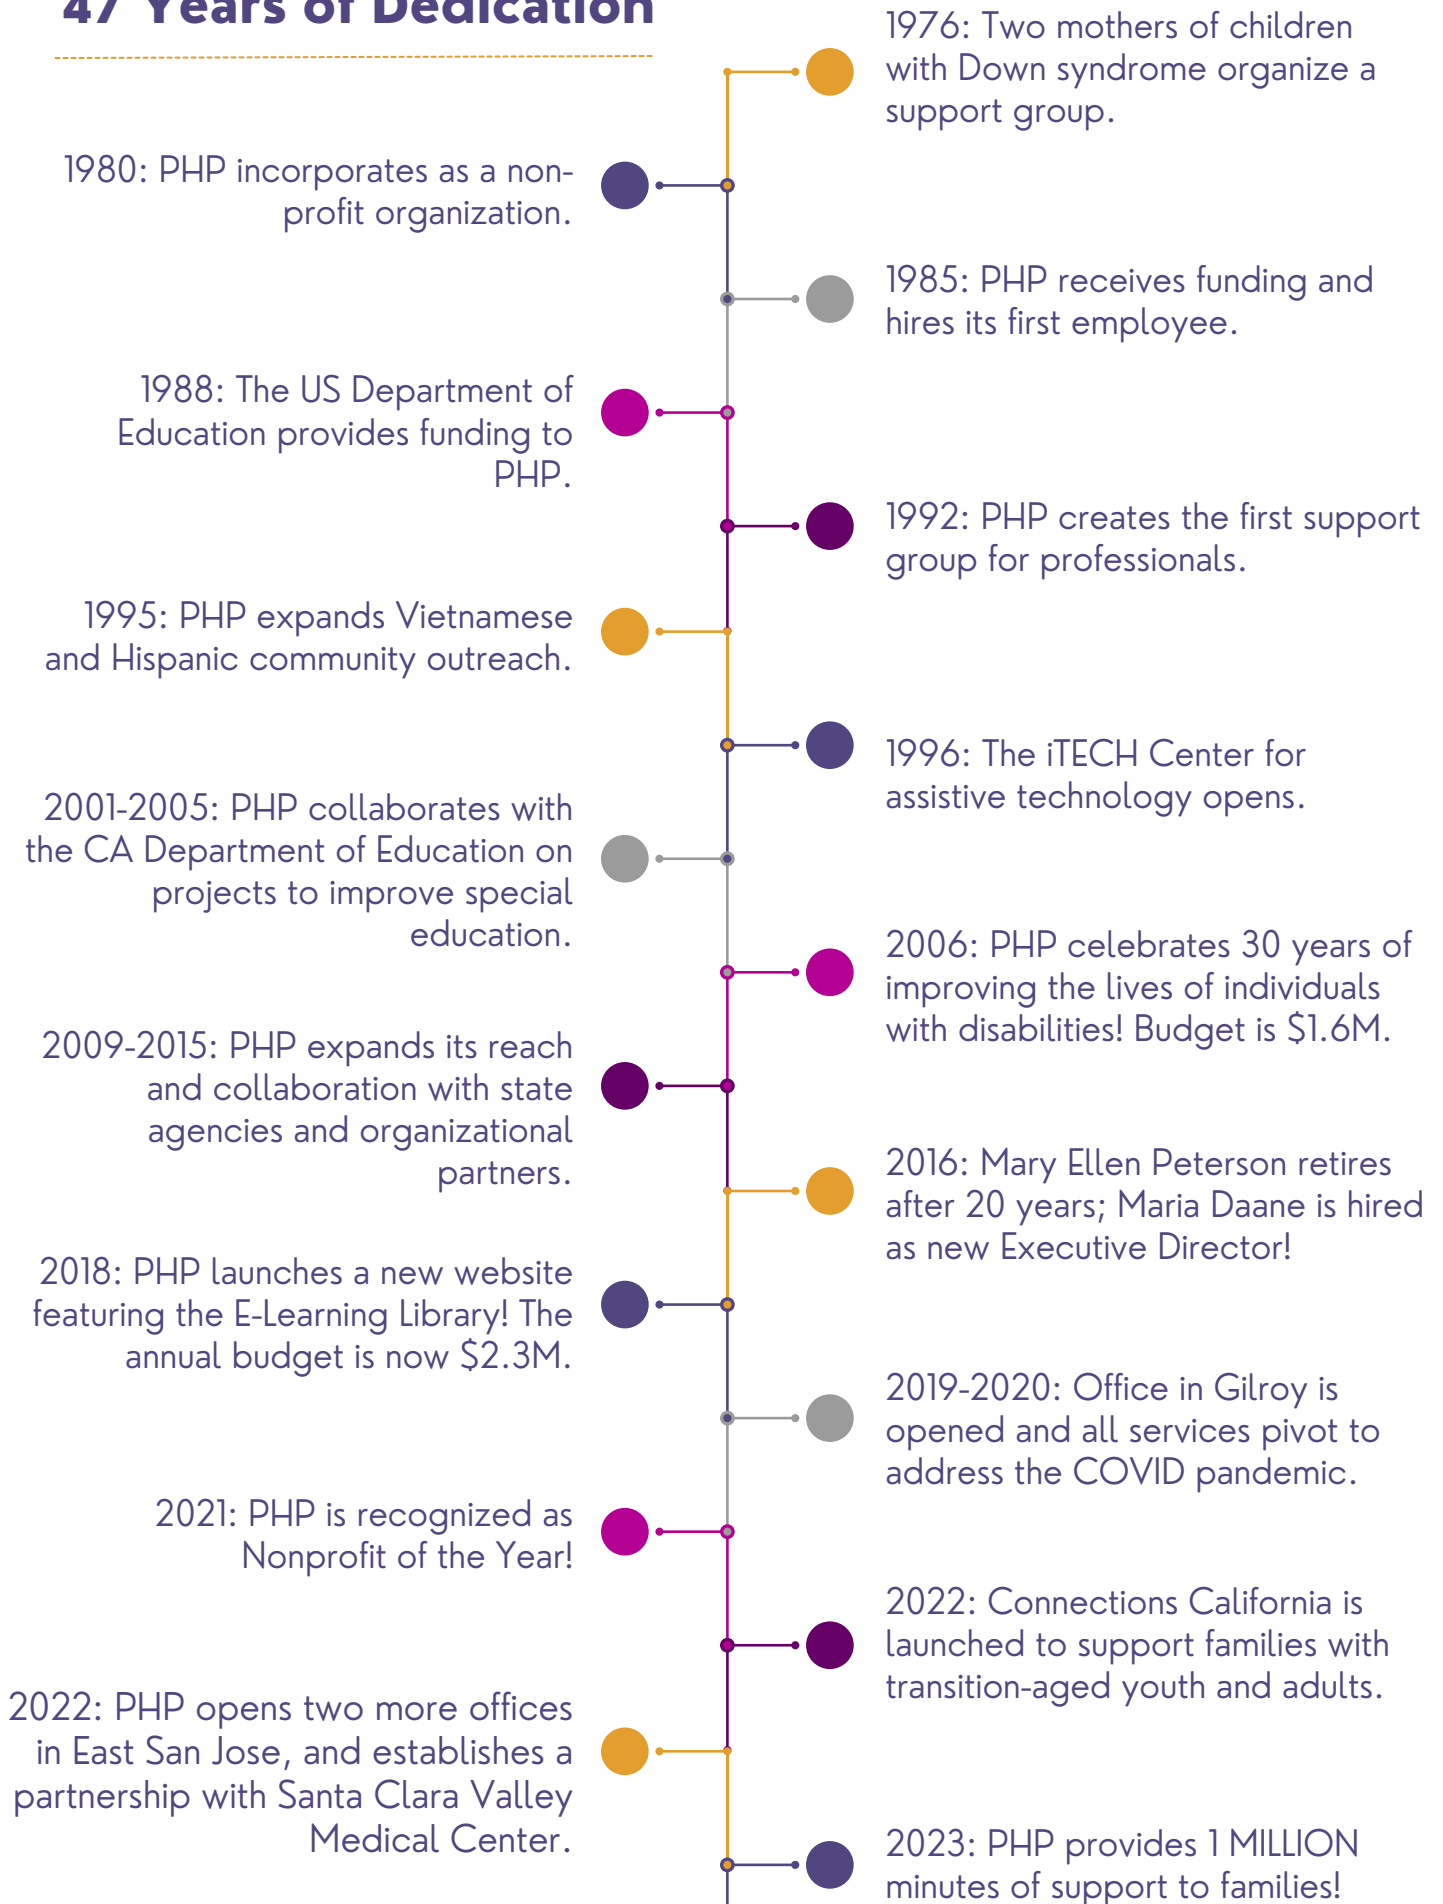 47 Years of Dedication
1976: Two mothers of children
with Down syndrome organize a
support group.
1980: PHP incorporates as a non-
profit organization.
1985: PHP receives funding and
hires its first employee.
1988: The US Department of
Education provides funding to
PHP.
1992: PHP creates the first support
group for professionals.
1995: PHP expands Vietnamese
and Hispanic community outreach.
1996: The iTECH Center for
assistive technology opens.
2001-2005: PHP collaborates with
the CA Department of Education on
projects to improve special
education.
2006: PHP celebrates 30 years of
improving the lives of individuals
with disabilities! Budget is $1.6M.
2009-2015: PHP expands its reach
and collaboration with state
agencies and organizational
partners.
2016: Mary Ellen Peterson retires
after 20 years; Maria Daane is hired
as new Executive Director!
2018: PHP launches a new website
featuring the E-Learning Library! The
annual budget is now $2.3M.
2019-2020: Office in Gilroy is
opened and all services pivot to
address the COVID pandemic.
2021: PHP is recognized as
Nonprofit of the Year!
2022: Connections California is
launched to support families with
transition-aged youth and adults.
2022: PHP opens two more offices
in East San Jose, and establishes a
partnership with Santa Clara Valley
Medical Center.
2023: PHP provides 1 MILLION
minutes of support to families!